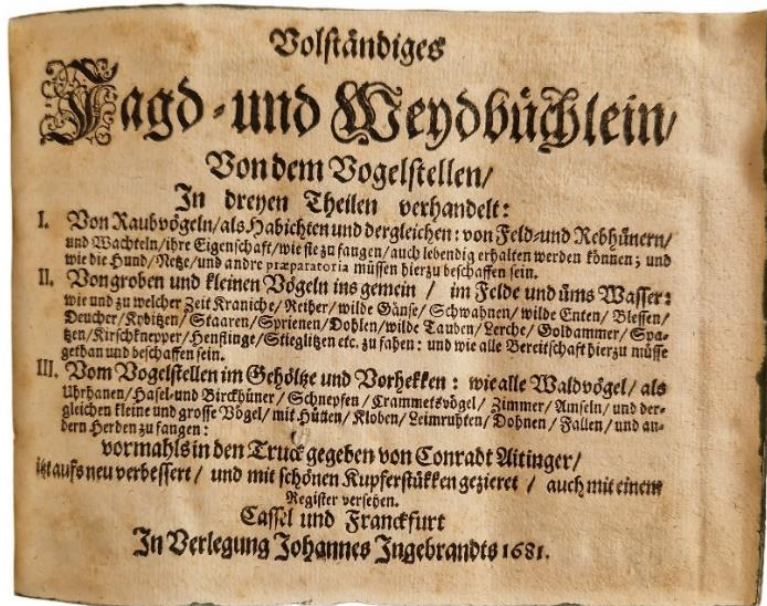 Volständiges
Jagd-und Weydbüchlein/
Von dem Vogelstellen/
In dreyen Theilen verhandelt:
I. Von Raubvögeln/als Habichten und dergleichen: von Feld-und Rebhünern/
und Wachteln/ihre Eigenschaft/wie sie zu fangen/auch lebendig erhalten werden können; und
wie die Hund/Netze/und andre præparatoria müssen hierzu beschaffen sein.
II. Von groben und kleinen Vögeln ins gemein / im Felde und ums Wasser:
wie und zu welcher Zeit Kraniche/Reiher/wilde Gänse/Schwahnen/wilde Enten/Blessen/
Deucher/Kybitzen/Staaren/Sprienen/Dohlen/wilde Tauben/Lerche/Goldammer/Spa-
tzen/Kirschknepper/Henflinge/Stieglitzen etc. zu fahen: und wie alle Bereitschaft hierzu müsse
gethan und beschaffen sein.
III. Vom Vogelstellen im Gehöltze und Vorhekken: wie alle Waldvögel/als
Uhrhanen/Hasel-und Birckhüner/Schnepfen/Crammetsvögel/Zimmer/Amseln/und der-
gleichen kleine und grosse Vögel/mit Hütten/Kloben/Leimruhten/Dohnen/Fallen/und an-
dern Herden zu fangen:
vormahls in den Truck gegeben von Conradt Aitinger/
itzt aufs neu verbessert / und mit schönen Kupferstükken gezieret / auch mit einem
Register versehen.
Cassel und Franckfurt
In Verlegung Johannes Ingebrandts 1681.